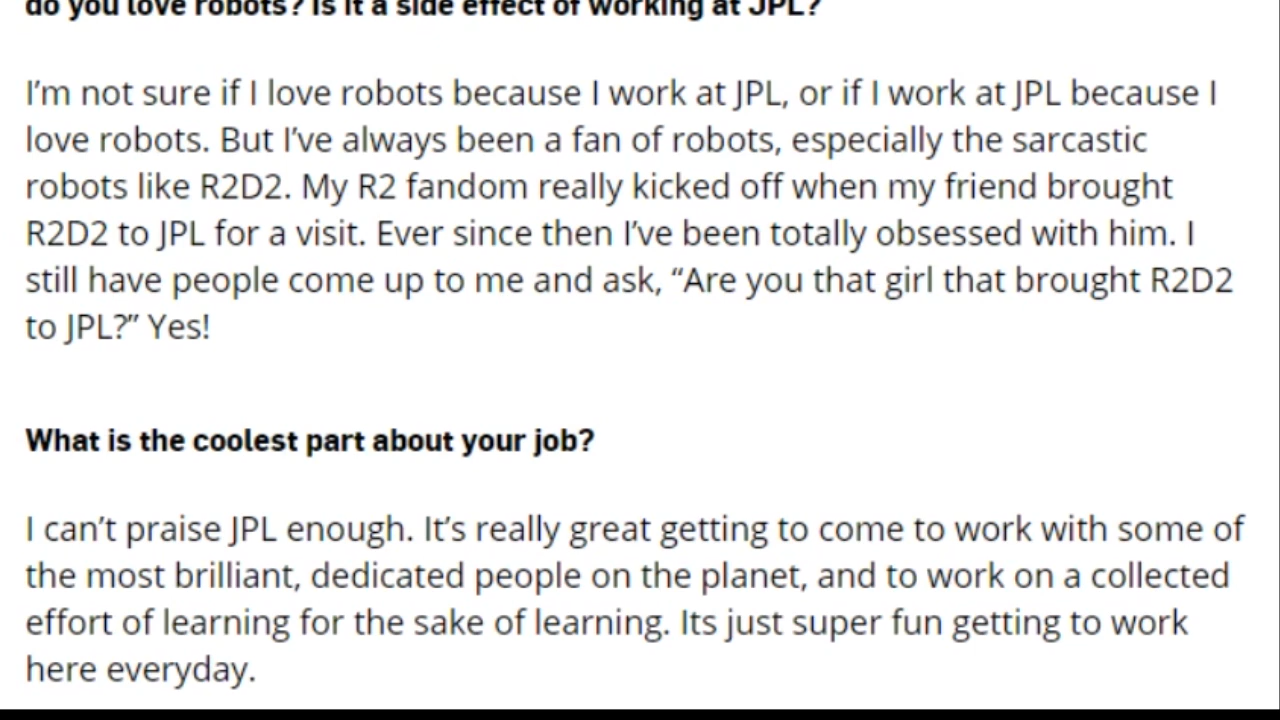 do you love robots? Is it a side effect of working at JPL?
I’m not sure if I love robots because I work at JPL, or if I work at JPL because I
love robots. But I’ve always been a fan of robots, especially the sarcastic
robots like R2D2. My R2 fandom really kicked off when my friend brought
R2D2 to JPL for a visit. Ever since then I’ve been totally obsessed with him. I
still have people come up to me and ask, “Are you that girl that brought R2D2
to JPL?” Yes!
What is the coolest part about your job?
I can’t praise JPL enough. It’s really great getting to come to work with some of
the most brilliant, dedicated people on the planet, and to work on a collected
effort of learning for the sake of learning. Its just super fun getting to work
here everyday.